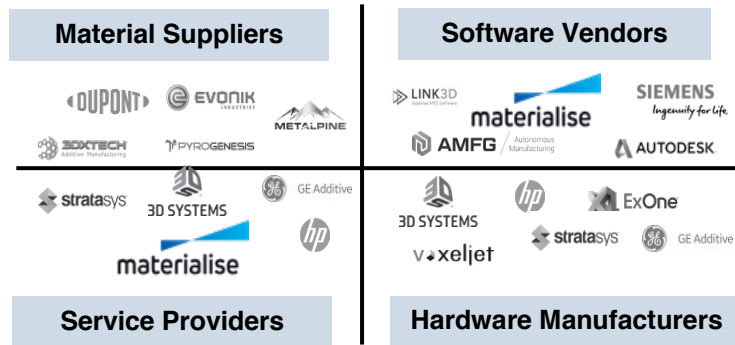 Material Suppliers
DUPONT
EVONIK
INDUSTRIES
METALPINE
3DXTECH
Additive Manufacturing
PYROGENESIS
Software Vendors
LINK3D
Additive MES Software
materialise
SIEMENS
Ingenuity for life
AMFG
Autonomous
Manufacturing
AUTODESK
stratasys
3D SYSTEMS
GE Additive
hp
materialise
Service Providers
3D SYSTEMS
hp
ExOne
voxeljet
stratasys
GE Additive
Hardware Manufacturers